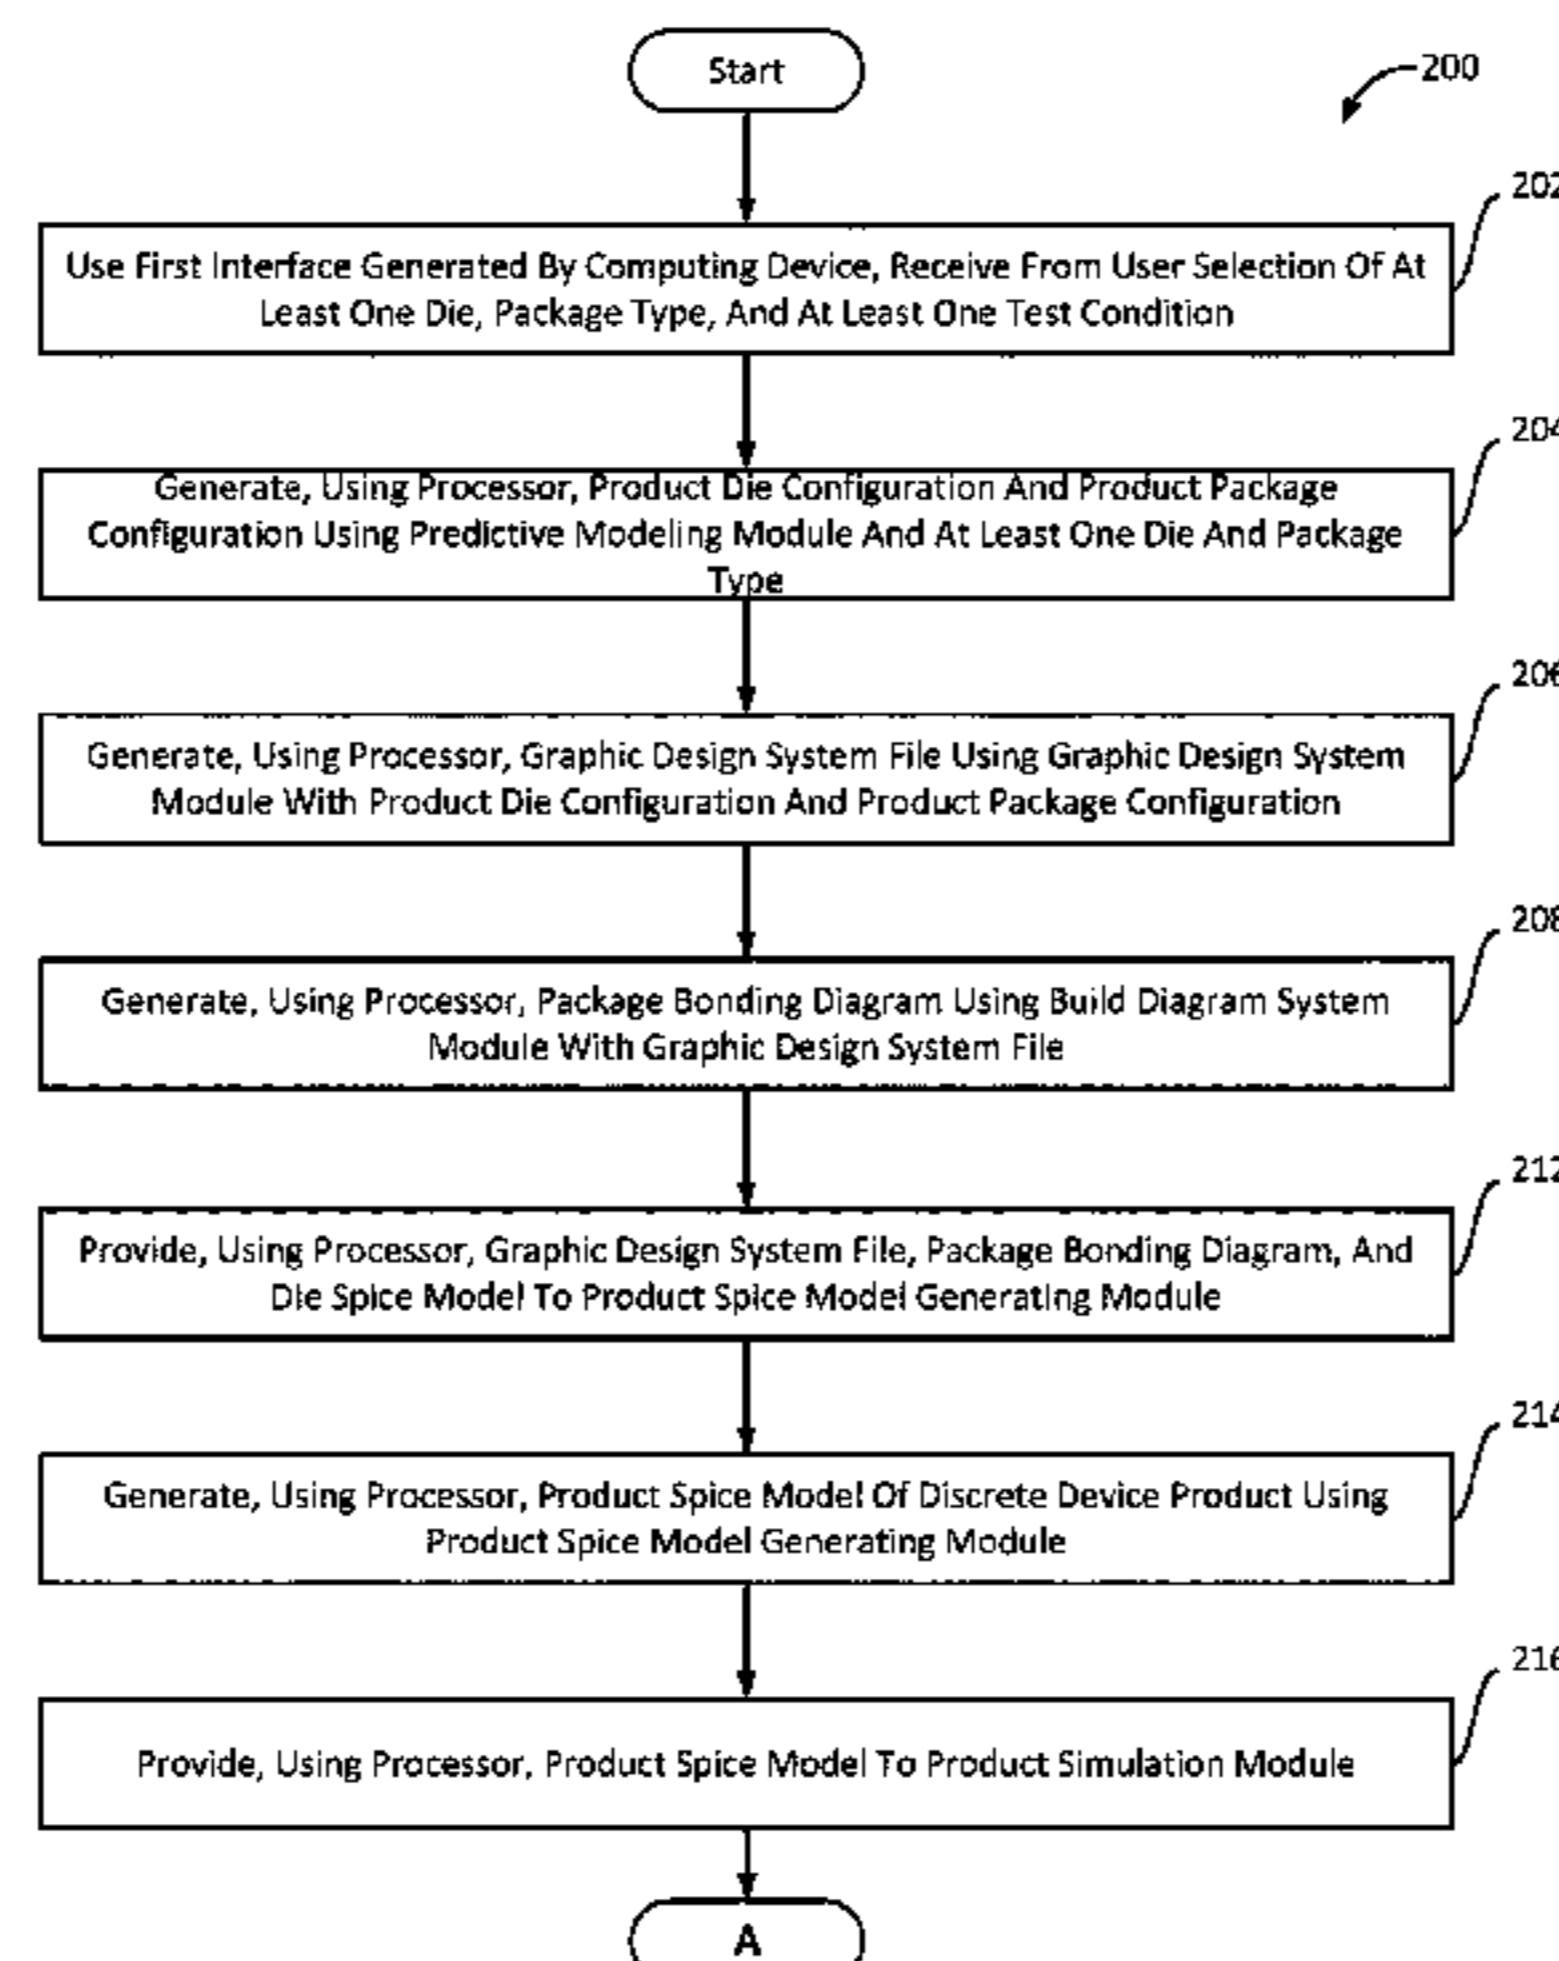 Start
200
202
Use First Interface Generated By Computing Device, Receive From User Selection Of At
Least One Die, Package Type, And At Least One Test Condition
204
Generate, Using Processor, Product Die Configuration And Product Package
Configuration Using Predictive Modeling Module And At Least One Die And Package
Type
206
Generate, Using Processor, Graphic Design System File Using Graphic Design System
Module With Product Die Configuration And Product Package Configuration
208
Generate, Using Processor, Package Bonding Diagram Using Build Diagram System
Module With Graphic Design System File
212
Provide, Using Processor, Graphic Design System File, Package Bonding Diagram, And
Die Spice Model To Product Spice Model Generating Module
214
Generate, Using Processor, Product Spice Model Of Discrete Device Product Using
Product Spice Model Generating Module
216
Provide, Using Processor, Product Spice Model To Product Simulation Module
A